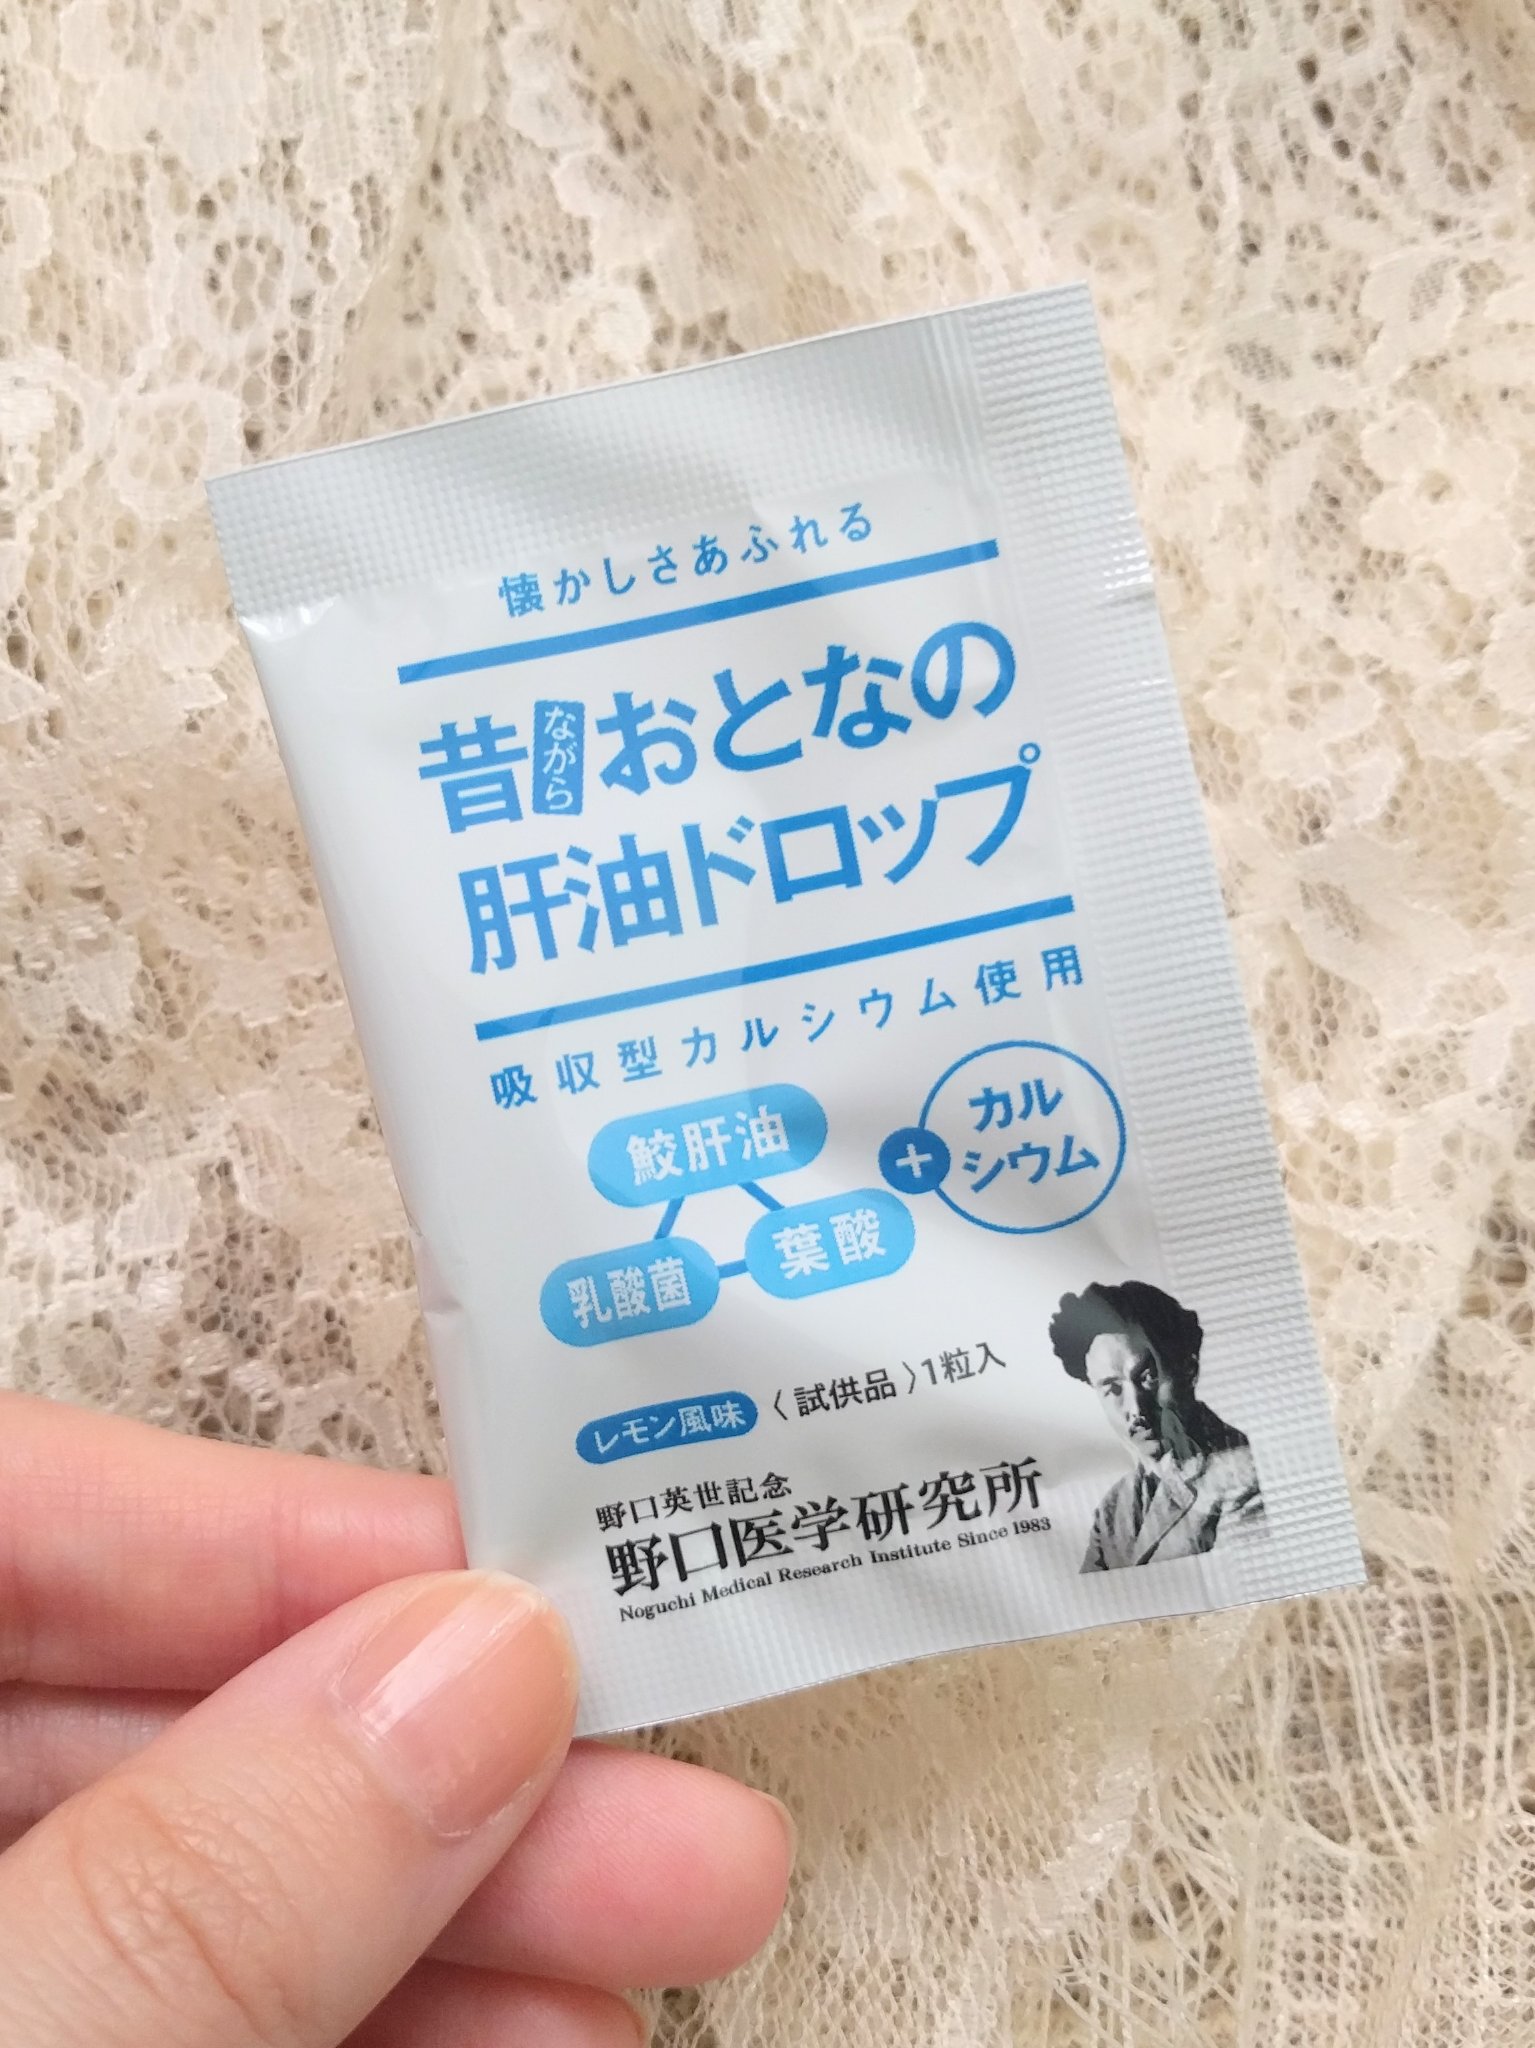 懐かしさあふれる
昔ながらおとなの
肝油ドロップ
吸収型カルシウム使用
鮫肝油
乳酸菌
葉酸
+
カル
シウム
レモン風味 〈試供品〉1粒入
野口英世記念
野口医学研究所
Noguchi Medical Research Institute Since 1983